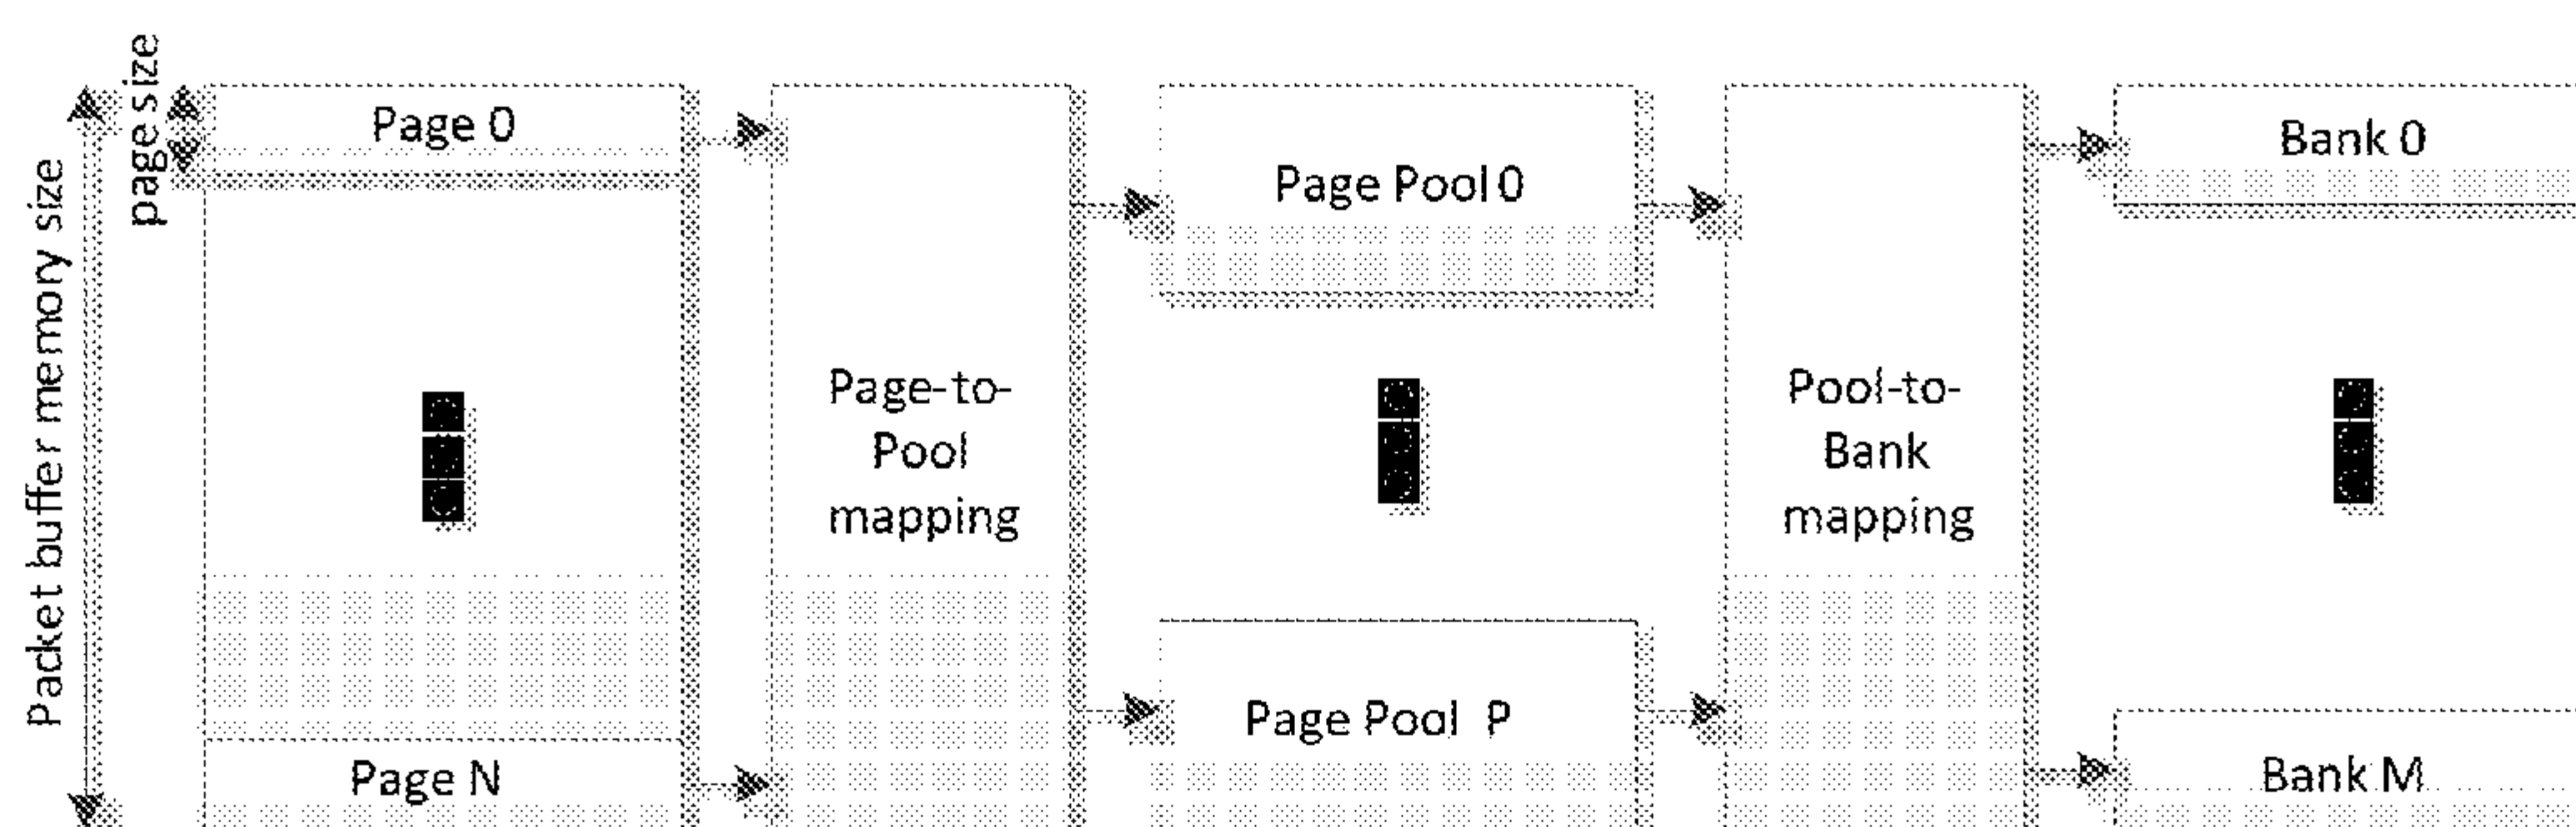 Packet buffer memory size
page size
Page 0
Page N
Page-to-
Pool
mapping
Page Pool 0
Page Pool P
Pool-to-
Bank
mapping
Bank 0
Bank M